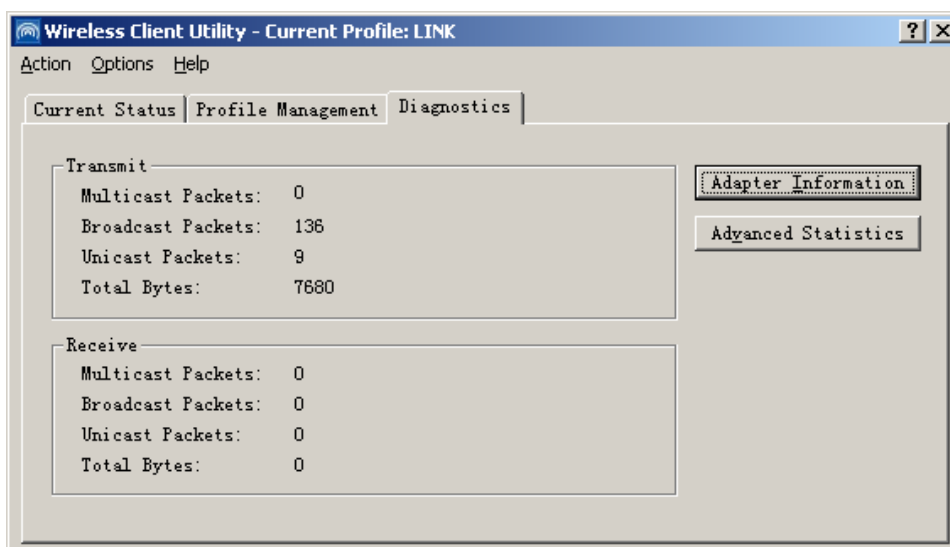 Wireless Client Utility - Current Profile: LINK
Action Options Help
Current Status Profile Management Diagnostics
Transmit
Multicast Packets: 0
Broadcast Packets: 136
Unicast Packets: 9
Total Bytes: 7680
Adapter Information
Advanced Statistics
Receive
Multicast Packets: 0
Broadcast Packets: 0
Unicast Packets: 0
Total Bytes: 0